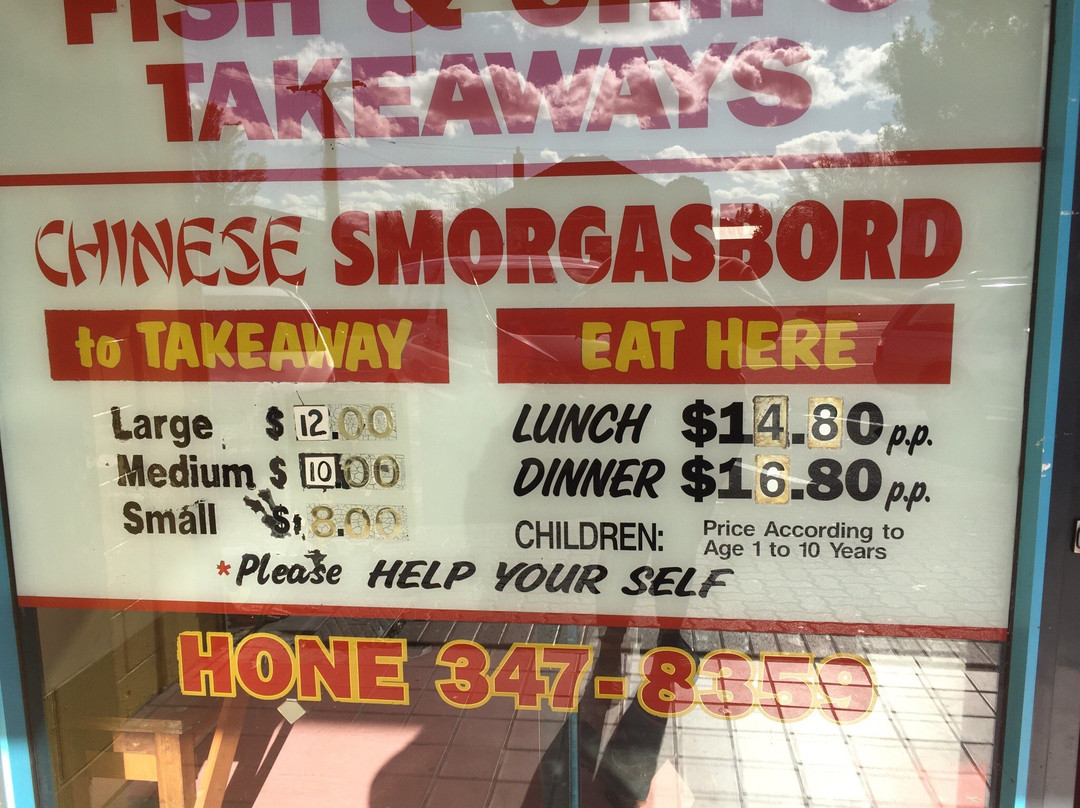 FISH & CHIPS
TAKEAWAYS
CHINESE SMORGASBORD
to TAKEAWAY
EAT HERE
Large $12.00
Medium $10.00
Small $8.00
LUNCH $14.80 p.p.
DINNER $16.80 p.p.
CHILDREN: Price According to
Age 1 to 10 Years
*Please HELP YOUR SELF
HONE 347-8359